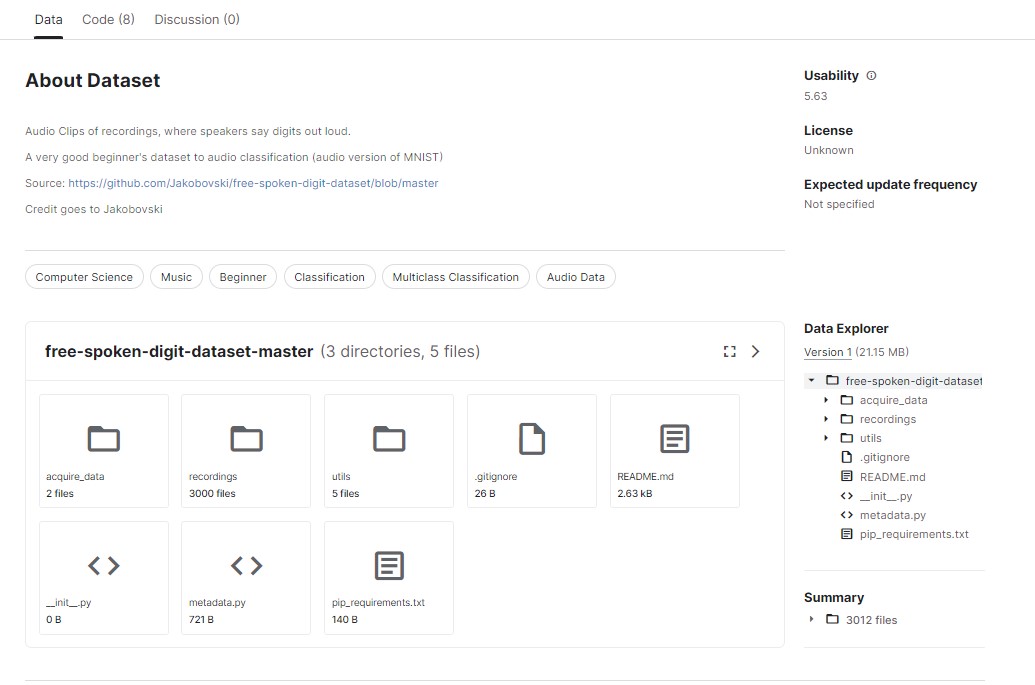 Data Code (8) Discussion (0)
About Dataset
Audio Clips of recordings, where speakers say digits out loud.
A very good beginner's dataset to audio classification (audio version of MNIST)
Source: https://github.com/Jakobovski/free-spoken-digit-dataset/blob/master
Credit goes to Jakobovski
Usability
5.63
License
Unknown
Expected update frequency
Not specified
Computer Science Music Beginner Classification Multiclass Classification Audio Data
free-spoken-digit-dataset-master (3 directories, 5 files)
acquire_data
2 files
recordings
3000 files
utils
5 files
.gitignore
26 B
README.md
2.63 kB
__init__.py
0 B
metadata.py
721 B
pip_requirements.txt
140 B
Data Explorer
Version 1 (21.15 MB)
free-spoken-digit-dataset
acquire_data
recordings
utils
.gitignore
README.md
__init__.py
metadata.py
pip_requirements.txt
Summary
3012 files